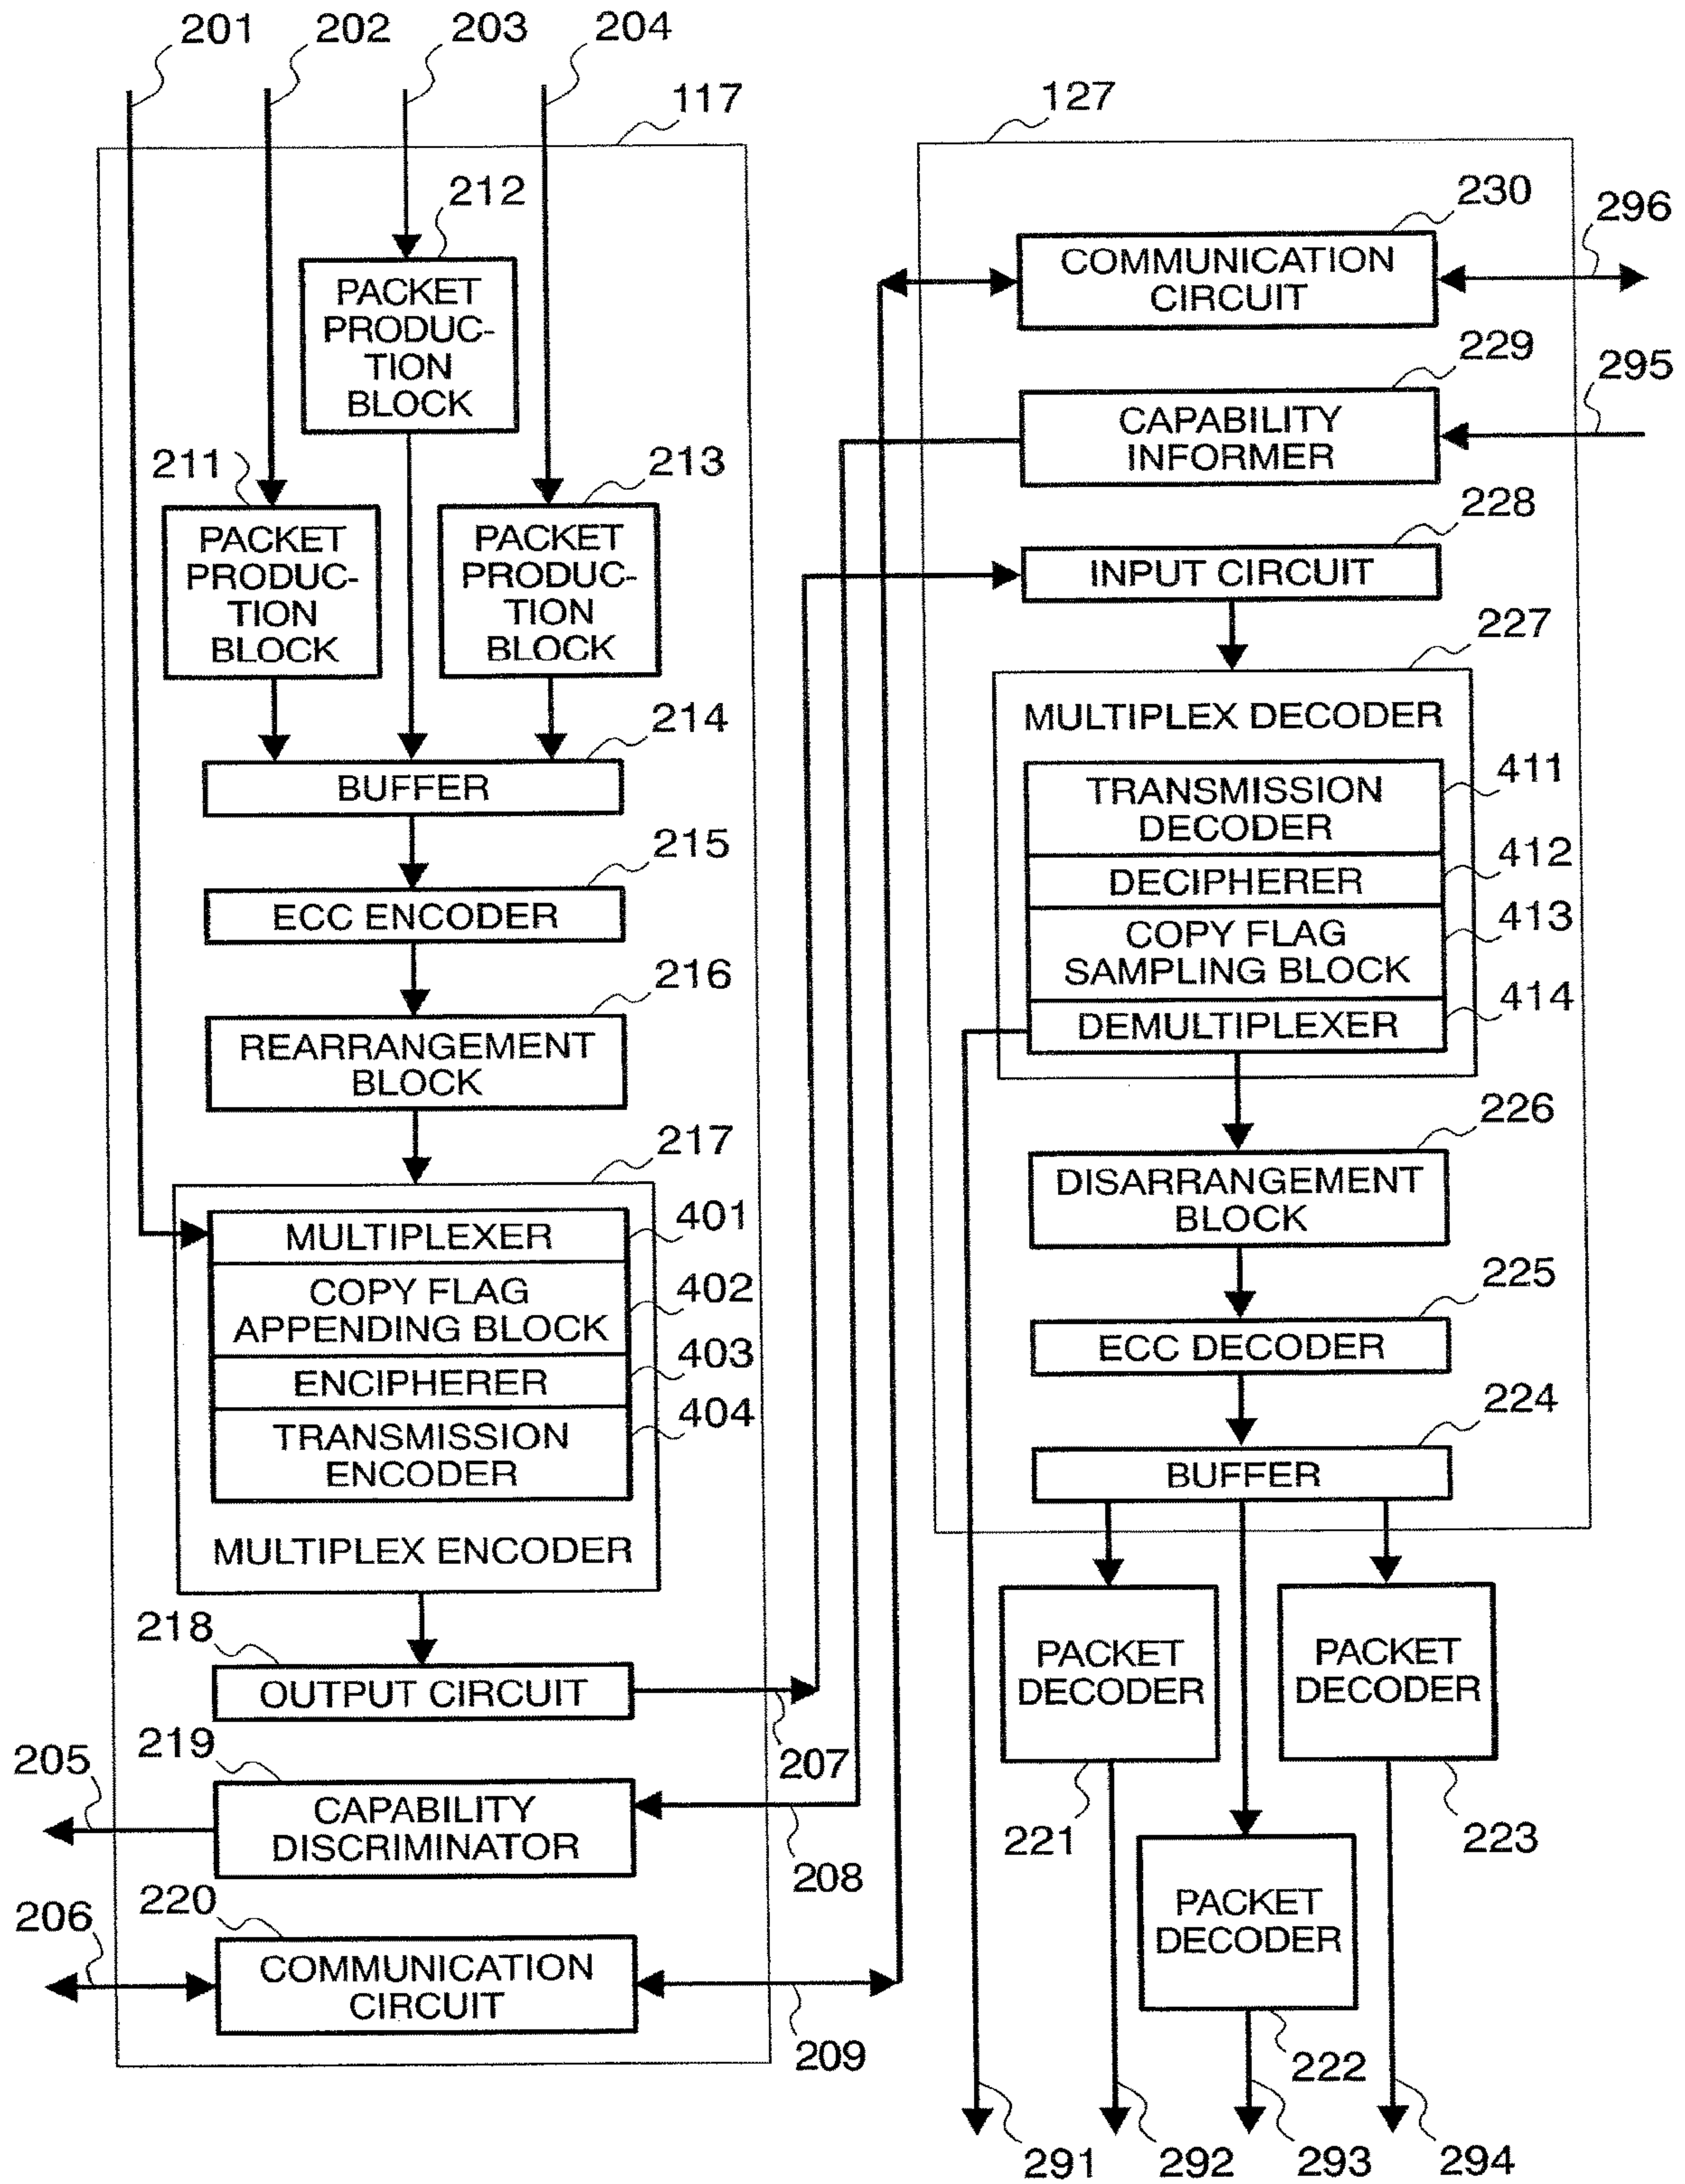 201
202
203
204
117
212
PACKET
PRODUC-
TION
BLOCK
211
PACKET
PRODUC-
TION
BLOCK
213
PACKET
PRODUC-
TION
BLOCK
214
BUFFER
215
ECC ENCODER
216
REARRANGEMENT
BLOCK
217
MULTIPLEXER
401
COPY FLAG
APPENDING BLOCK
402
ENCIPHERER
403
TRANSMISSION
ENCODER
404
MULTIPLEX ENCODER
218
OUTPUT CIRCUIT
207
219
205
CAPABILITY
DISCRIMINATOR
208
220
206
COMMUNICATION
CIRCUIT
209
127
230
COMMUNICATION
CIRCUIT
296
229
CAPABILITY
INFORMER
295
228
INPUT CIRCUIT
227
MULTIPLEX DECODER
TRANSMISSION
DECODER
411
DECIPHERER
412
COPY FLAG
SAMPLING BLOCK
413
DEMULTIPLEXER
414
226
DISARRANGEMENT
BLOCK
225
ECC DECODER
224
BUFFER
PACKET
DECODER
221
PACKET
DECODER
223
PACKET
DECODER
222
291
292
293
294